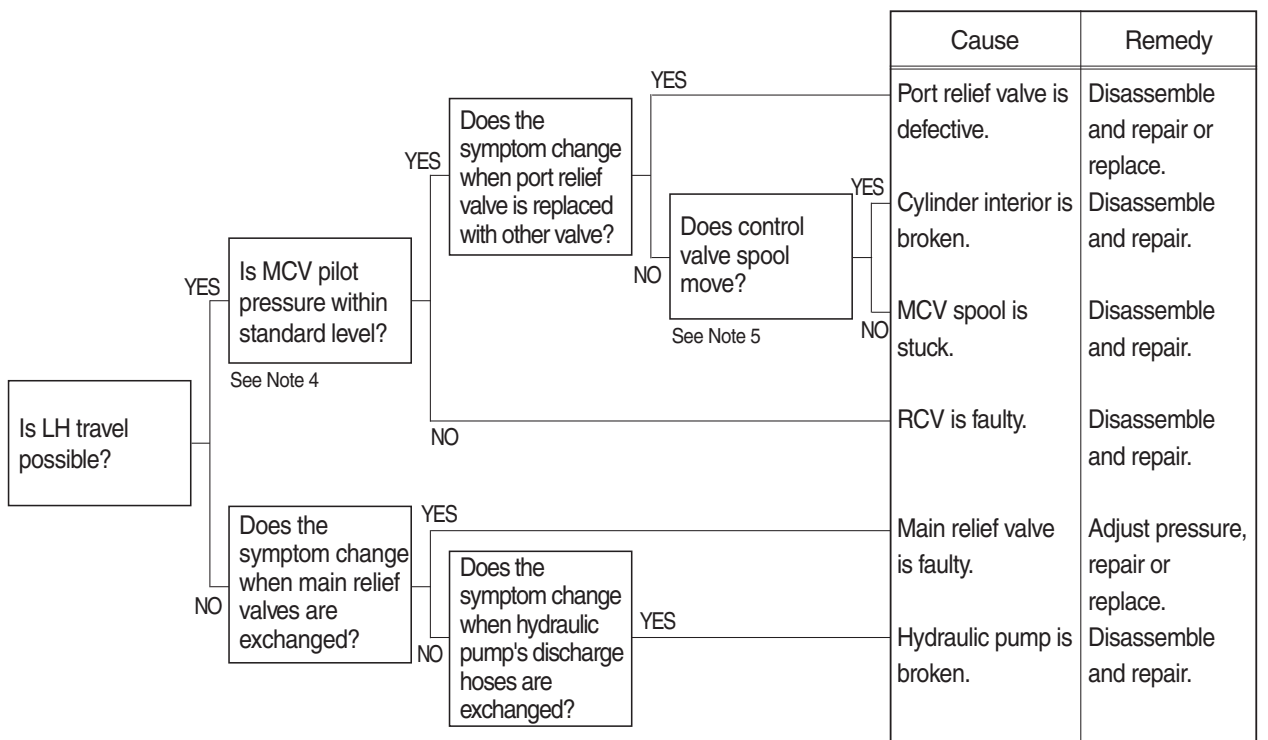 Cause
Remedy
YES
Port relief valve is
defective.
Disassemble
and repair or
replace.
Does the
symptom change
when port relief
valve is replaced
with other valve?
YES
YES
Cylinder interior is
broken.
Disassemble
and repair.
Does control
valve spool
move?
NO
See Note 5
NO
MCV spool is
stuck.
Disassemble
and repair.
Is MCV pilot
pressure within
standard level?
YES
See Note 4
NO
RCV is faulty.
Disassemble
and repair.
Is LH travel
possible?
Does the
symptom change
when main relief
valves are
exchanged?
NO
YES
Main relief valve
is faulty.
Adjust pressure,
repair or
replace.
Does the
symptom change
when hydraulic
pump's discharge
hoses are
exchanged?
NO
YES
Hydraulic pump is
broken.
Disassemble
and repair.